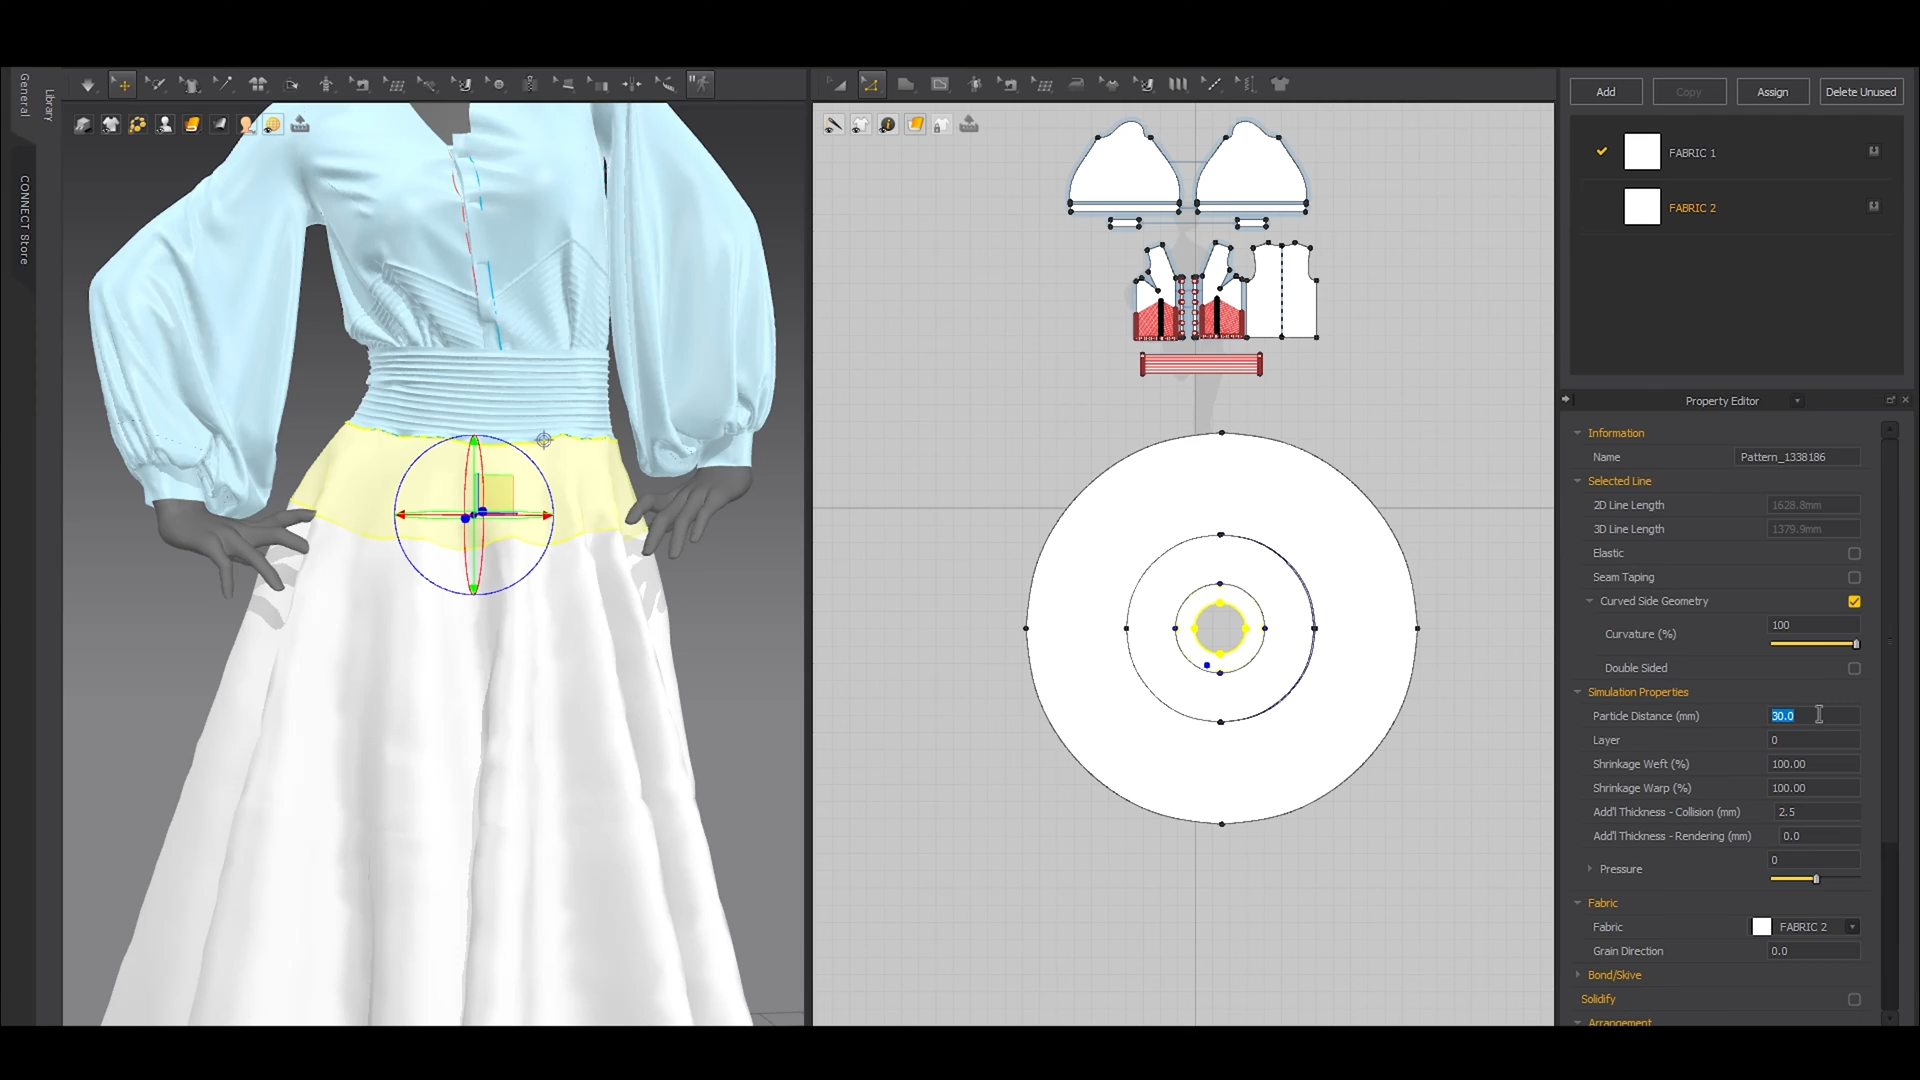 General
Library
CONNECT Store
Add
Copy
Assign
Delete Unused
FABRIC 1
FABRIC 2
Property Editor
Information
Name
Pattern_1338186
Selected Line
2D Line Length
1628.8mm
3D Line Length
1379.9mm
Elastic
Seam Taping
Curved Side Geometry
Curvature (%)
100
Double Sided
Simulation Properties
Particle Distance (mm)
30.0
Layer
0
Shrinkage Weft (%)
100.00
Shrinkage Warp (%)
100.00
Add'l Thickness - Collision (mm)
2.5
Add'l Thickness - Rendering (mm)
0.0
Pressure
0
Fabric
Fabric
FABRIC 2
Grain Direction
0.0
Bond/Skive
Solidify
Arrangement